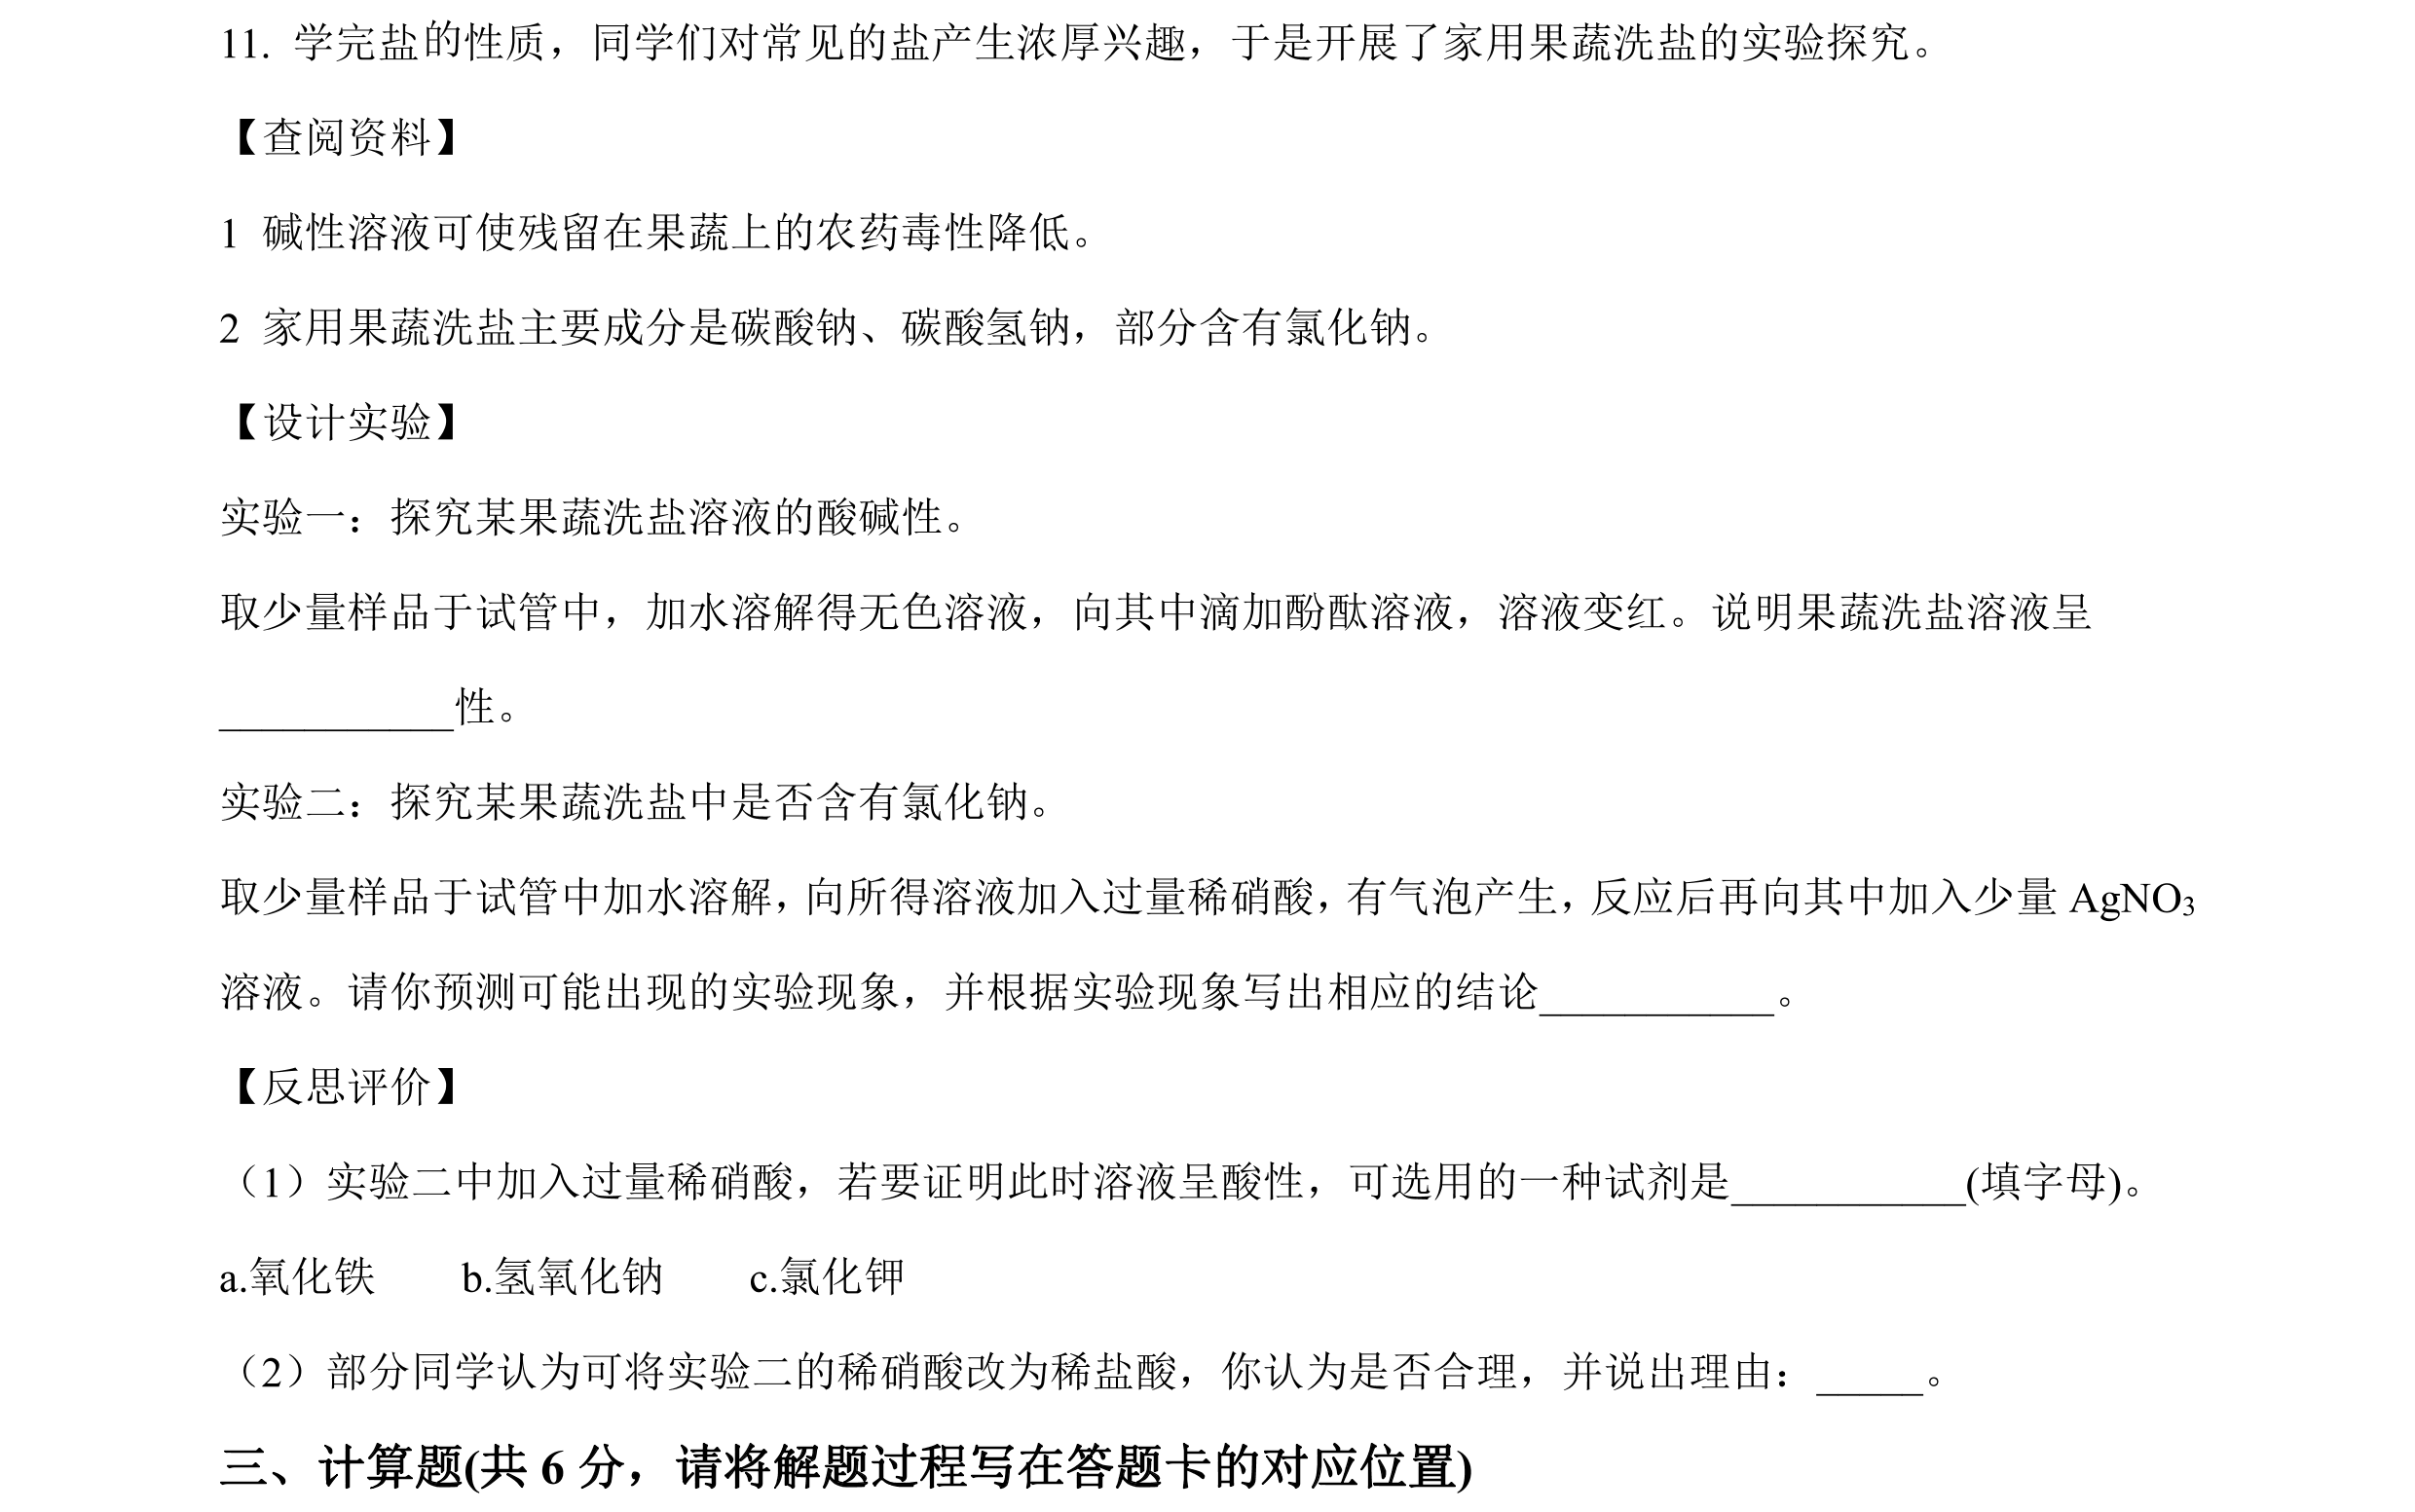 11. 学完盐的性质，同学们对常见的盐产生浓厚兴趣，于是开展了家用果蔬洗盐的实验探究。
【查阅资料】
1 碱性溶液可使残留在果蔬上的农药毒性降低。
2 家用果蔬洗盐主要成分是碳酸钠、碳酸氢钠，部分含有氯化钠。
【设计实验】
实验一：探究某果蔬洗盐溶液的酸碱性。
取少量样品于试管中，加水溶解得无色溶液，向其中滴加酚酞溶液，溶液变红。说明果蔬洗盐溶液呈
___________性。
实验二：探究某果蔬洗盐中是否含有氯化钠。
取少量样品于试管中加水溶解，向所得溶液加入过量稀硝酸，有气泡产生，反应后再向其中加入少量 AgNO₃
溶液。请你预测可能出现的实验现象，并根据实验现象写出相应的结论___________。
【反思评价】
（1）实验二中加入过量稀硝酸，若要证明此时溶液呈酸性，可选用的一种试剂是___________(填字母)。
a.氧化铁 b.氢氧化钠 c.氯化钾
（2）部分同学认为可将实验二的稀硝酸改为稀盐酸，你认为是否合理，并说出理由：_____。
三、计算题(共 6 分，请将解题过程写在答题卡的对应位置)